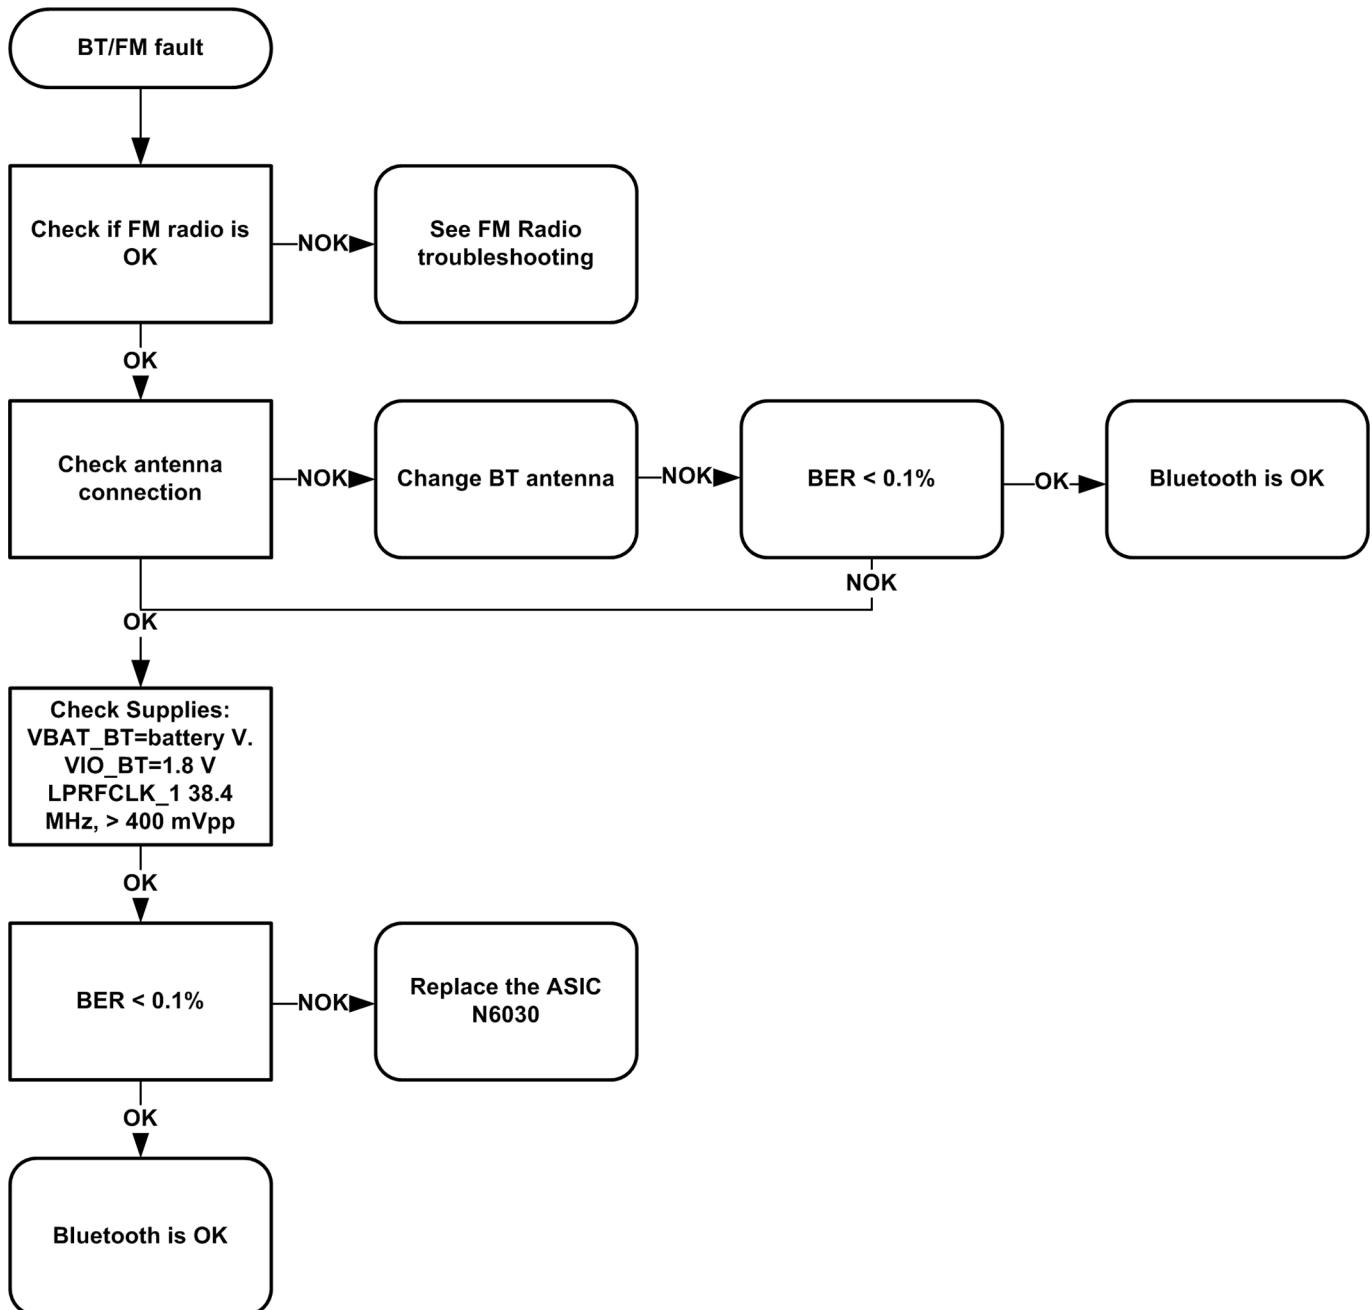 BT/FM fault
Check if FM radio is
OK
NOK
See FM Radio
troubleshooting
OK
Check antenna
connection
NOK
Change BT antenna
NOK
BER < 0.1%
OK
Bluetooth is OK
NOK
OK
Check Supplies:
VBAT_BT=battery V.
VIO_BT=1.8 V
LPRFCLK_1 38.4
MHz, > 400 mVpp
OK
BER < 0.1%
NOK
Replace the ASIC
N6030
OK
Bluetooth is OK